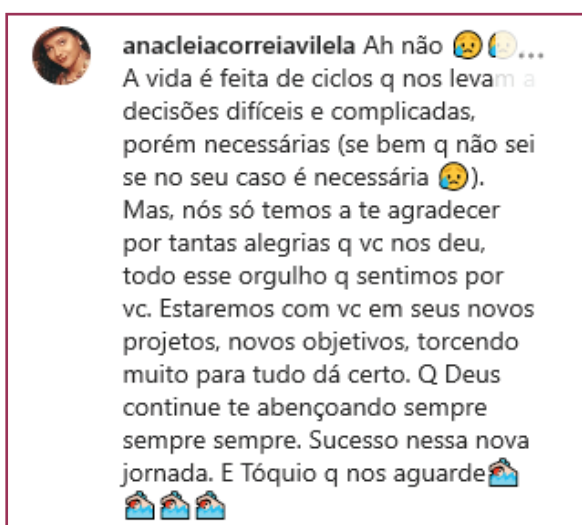 anacleiacorreiavilela Ah não 😥😥...
A vida é feita de ciclos q nos levam a
decisões difíceis e complicadas,
porém necessárias (se bem q não sei
se no seu caso é necessária 😥).
Mas, nós só temos a te agradecer
por tantas alegrias q vc nos deu,
todo esse orgulho q sentimos por
vc. Estaremos com vc em seus novos
projetos, novos objetivos, torcendo
muito para tudo dá certo. Q Deus
continue te abençoando sempre
sempre sempre. Sucesso nessa nova
jornada. E Tóquio q nos aguarde🏊
🏊🏊🏊